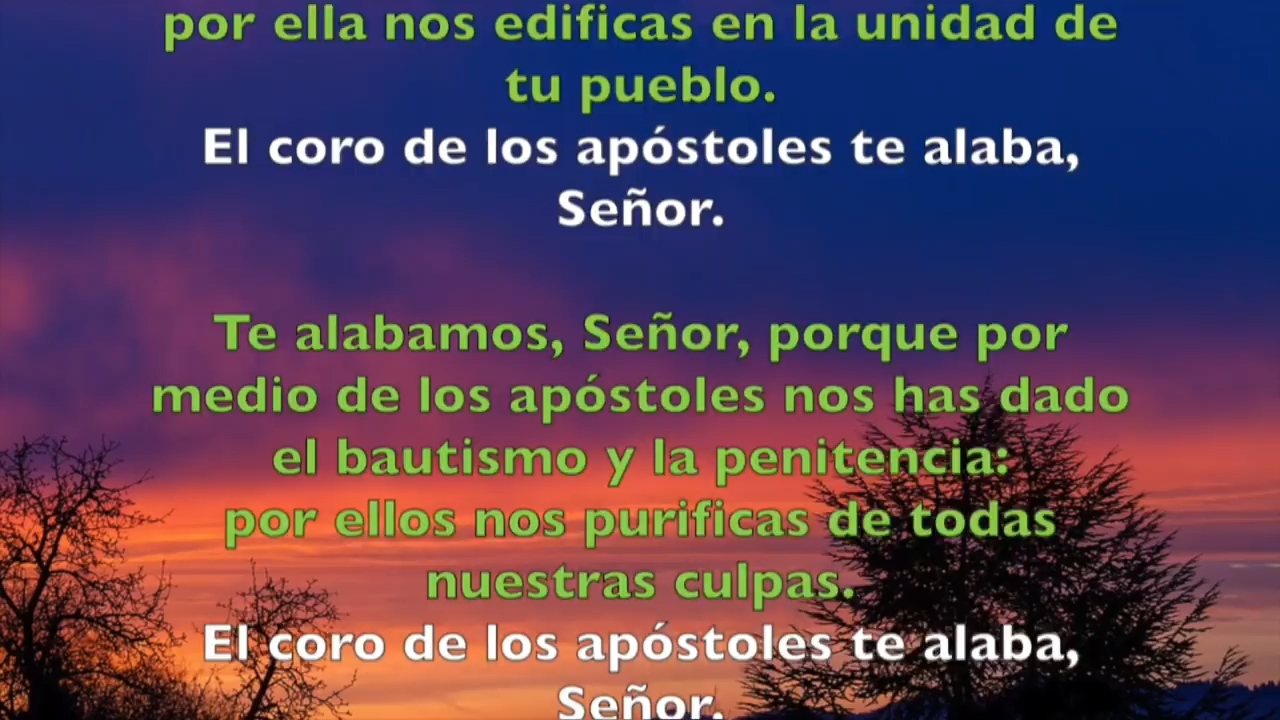 por ella nos edificas en la unidad de
tu pueblo.
El coro de los apóstoles te alaba,
Señor.
Te alabamos, Señor, porque por
medio de los apóstoles nos has dado
el bautismo y la penitencia:
por ellos nos purificas de todas
nuestras culpas.
El coro de los apóstoles te alaba,
Señor.